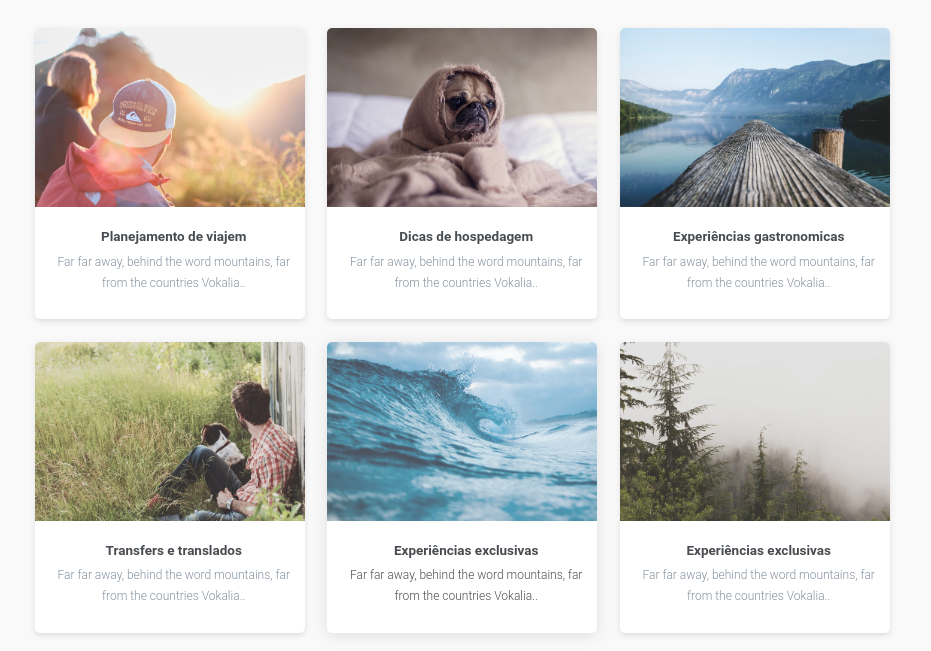 Planejamento de viajem
Far far away, behind the word mountains, far
from the countries Vokalia..
Dicas de hospedagem
Far far away, behind the word mountains, far
from the countries Vokalia..
Experiências gastronomicas
Far far away, behind the word mountains, far
from the countries Vokalia..
Transfers e translados
Far far away, behind the word mountains, far
from the countries Vokalia..
Experiências exclusivas
Far far away, behind the word mountains, far
from the countries Vokalia..
Experiências exclusivas
Far far away, behind the word mountains, far
from the countries Vokalia..